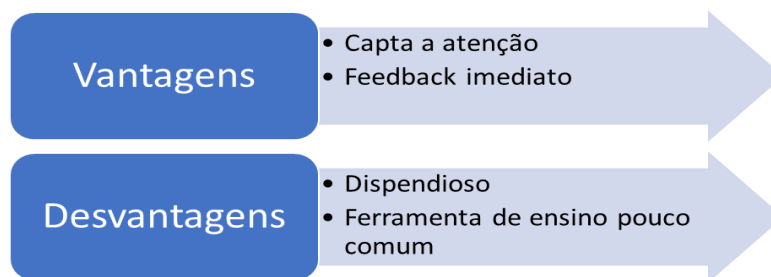 Vantagens
• Capta a atenção
• Feedback imediato
Desvantagens
• Dispendioso
• Ferramenta de ensino pouco
comum